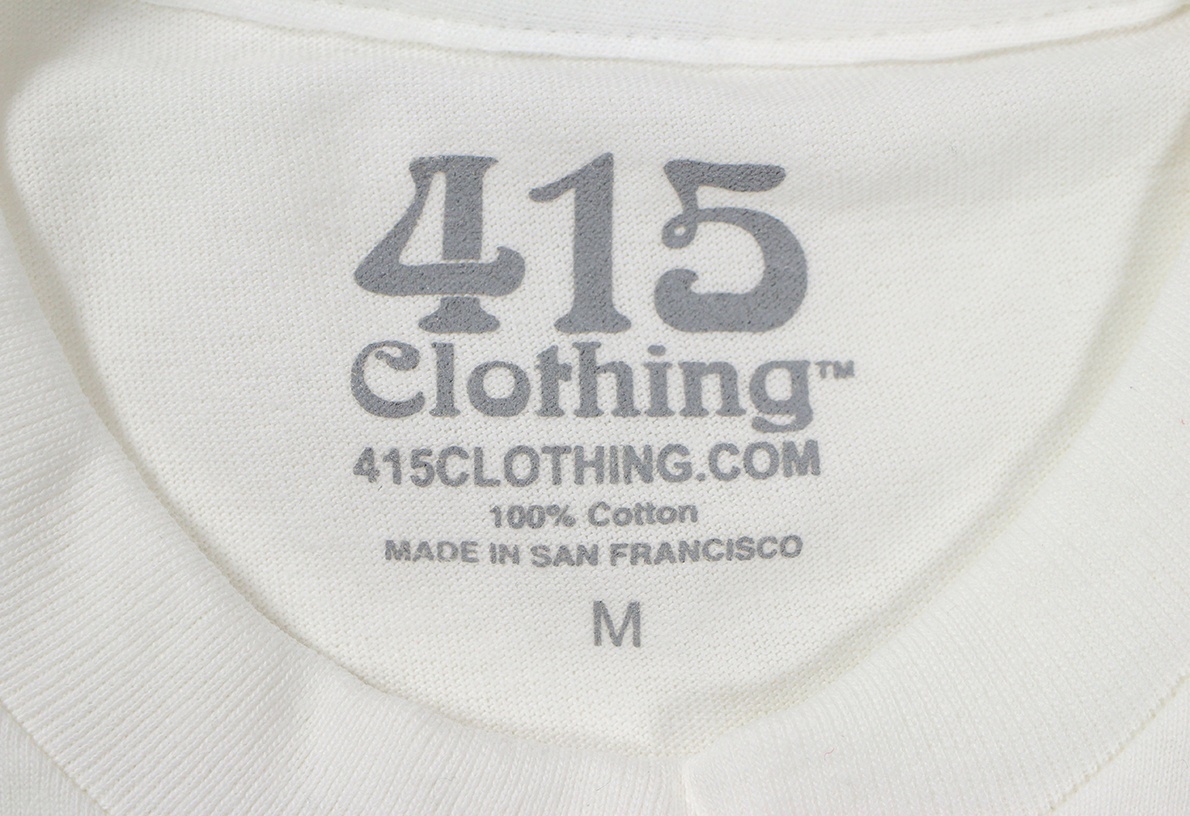 415
Clothing™
415CLOTHING.COM
100% Cotton
MADE IN SAN FRANCISCO
M